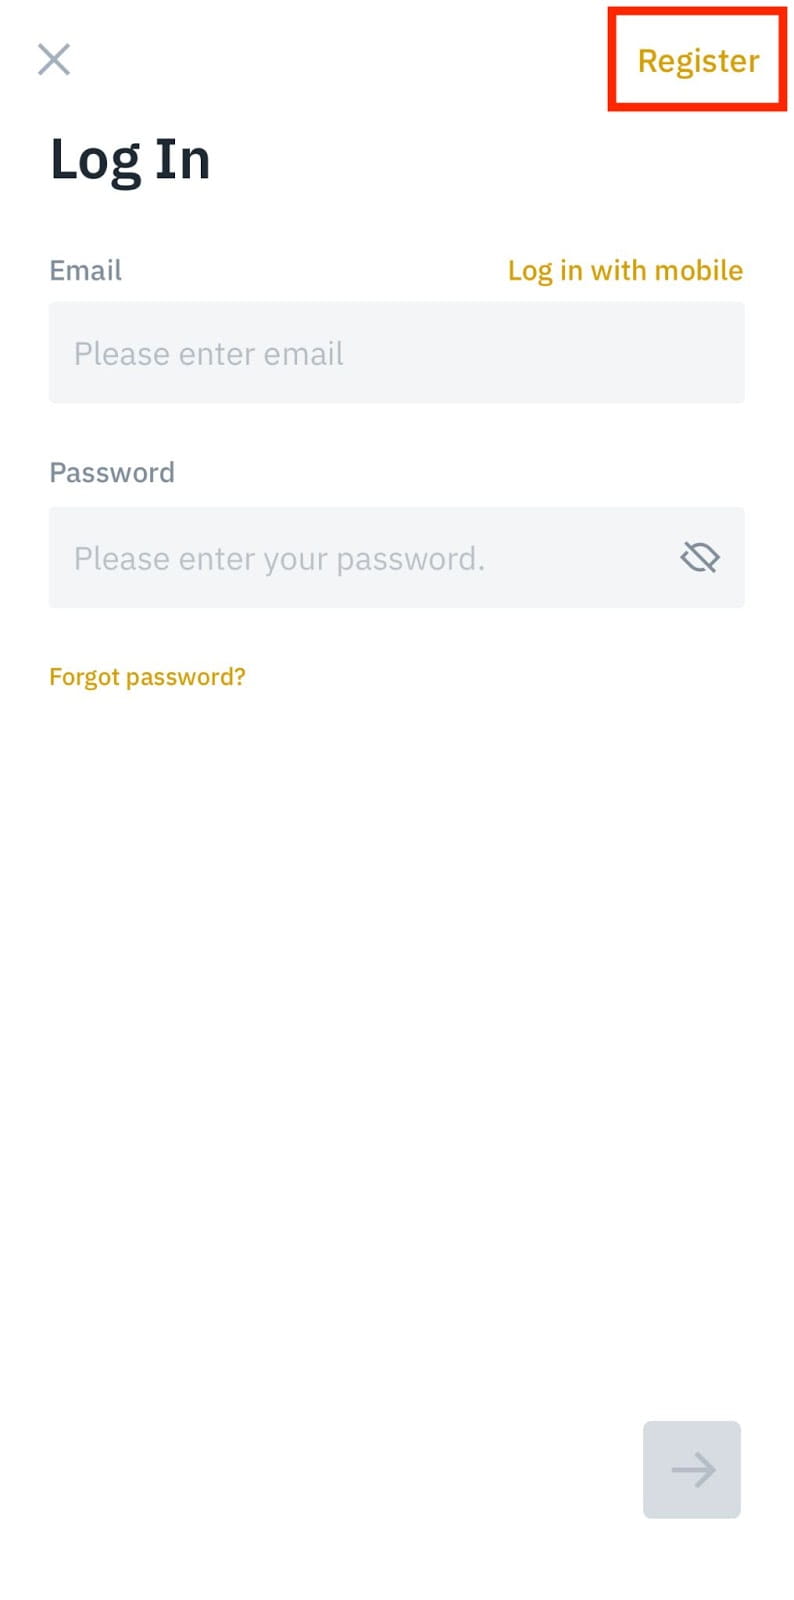 Register
Log In
Email
Log in with mobile
Please enter email
Password
Please enter your password.
Forgot password?